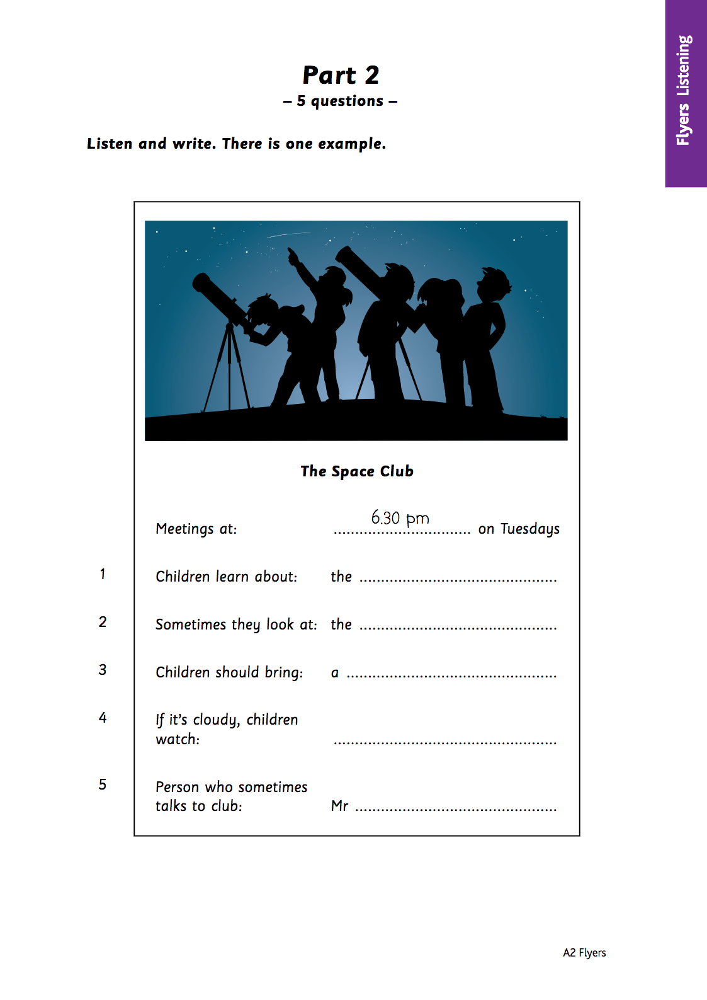 Flyers Listening
Part 2
– 5 questions –
Listen and write. There is one example.
The Space Club
Meetings at: 6.30 pm on Tuesdays
1 Children learn about: the ..............................................
2 Sometimes they look at: the ..............................................
3 Children should bring: a .................................................
4 If it's cloudy, children
watch: ....................................................
5 Person who sometimes
talks to club: Mr ...............................................
A2 Flyers